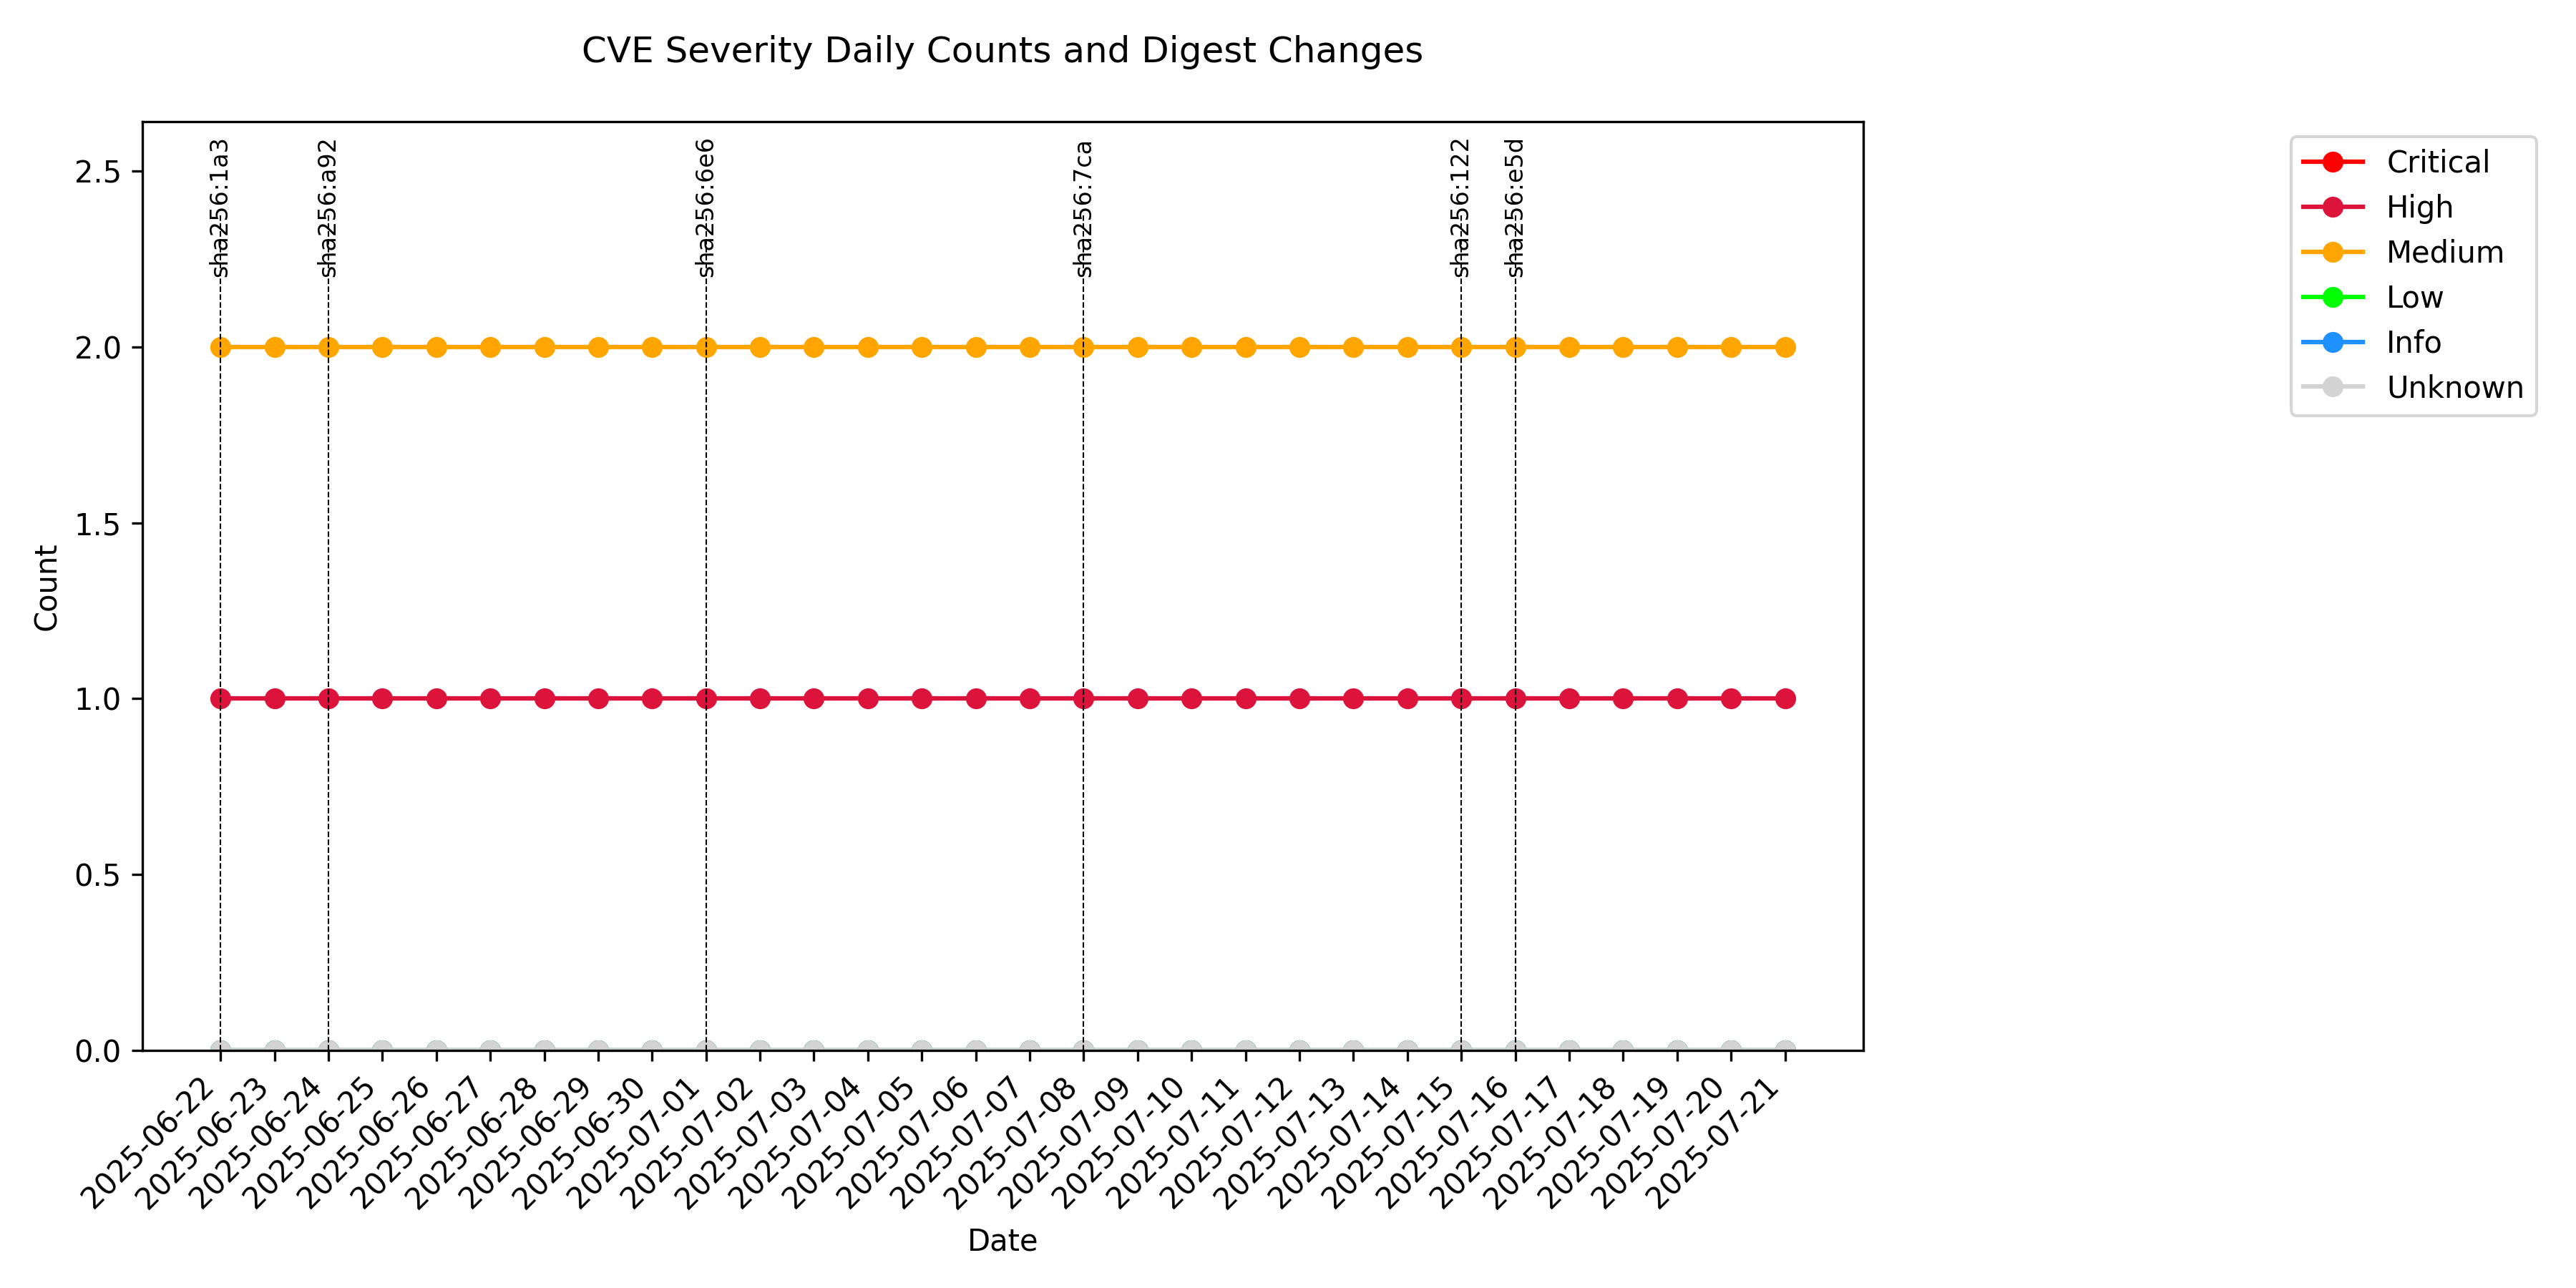 CVE Severity Daily Counts and Digest Changes
sha256:1a3
sha256:a92
sha256:6e6
sha256:7ca
sha256:122
sha256:e5d
Critical
High
Medium
Low
Info
Unknown
2.5
2.0
1.5
1.0
0.5
0.0
Count
2025-06-22
2025-06-23
2025-06-24
2025-06-25
2025-06-26
2025-06-27
2025-06-28
2025-06-29
2025-06-30
2025-07-01
2025-07-02
2025-07-03
2025-07-04
2025-07-05
2025-07-06
2025-07-07
2025-07-08
2025-07-09
2025-07-10
2025-07-11
2025-07-12
2025-07-13
2025-07-14
2025-07-15
2025-07-16
2025-07-17
2025-07-18
2025-07-19
2025-07-20
2025-07-21
Date